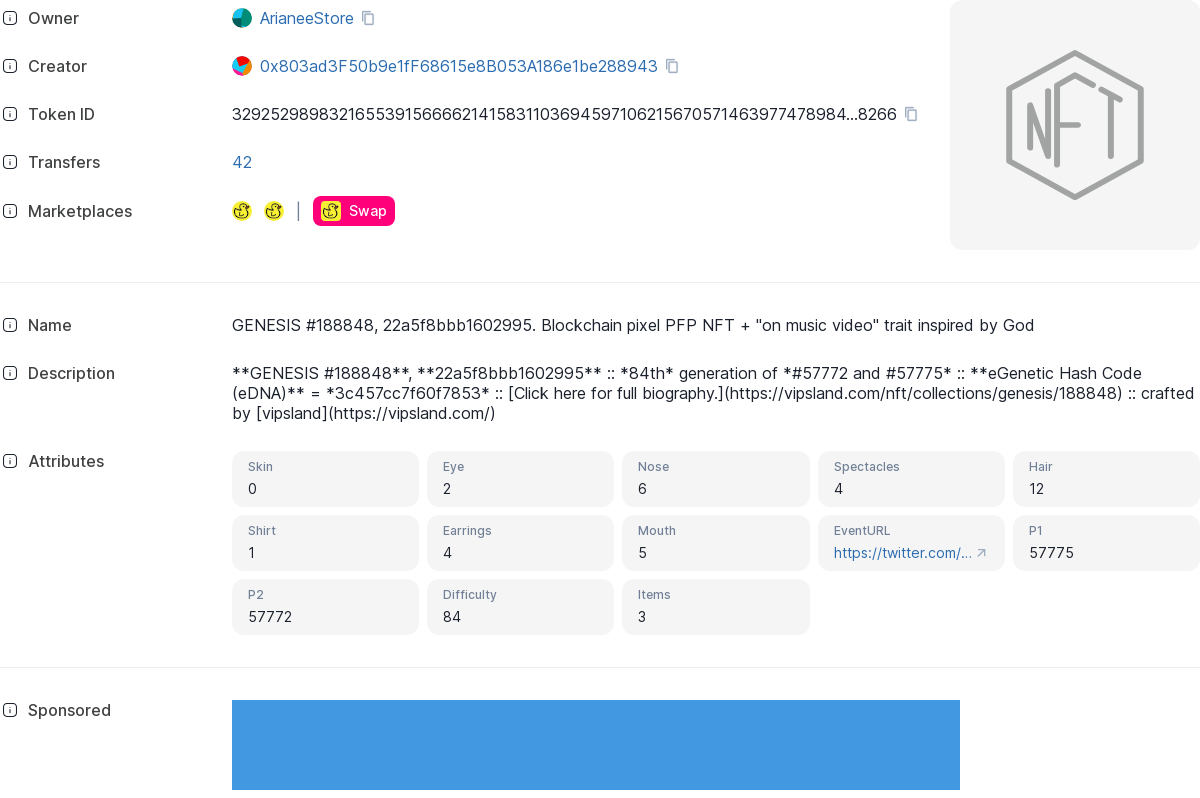 Owner
ArianeeStore
Creator
0x803ad3F50b9e1fF68615e8B053A186e1be288943
Token ID
32925298983216553915666621415831103694597106215670571463977478984...8266
Transfers
42
Marketplaces
| Swap
NFT
Name
GENESIS #188848, 22a5f8bbb1602995. Blockchain pixel PFP NFT + "on music video" trait inspired by God
Description
**GENESIS #188848**, **22a5f8bbb1602995** :: *84th* generation of *#57772 and #57775* :: **eGenetic Hash Code
(eDNA)** = *3c457cc7f60f7853* :: [Click here for full biography.](https://vipsland.com/nft/collections/genesis/188848) :: crafted
by [vipsland](https://vipsland.com/)
Attributes
Skin
0
Eye
2
Nose
6
Spectacles
4
Hair
12
Shirt
1
Earrings
4
Mouth
5
EventURL
https://twitter.com/...
P1
57775
P2
57772
Difficulty
84
Items
3
Sponsored